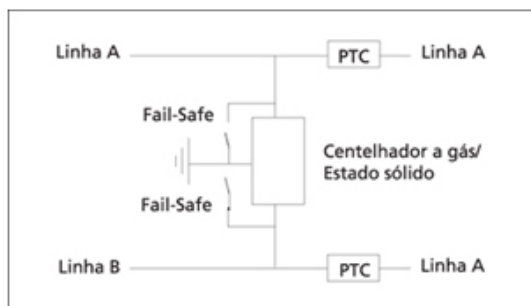 Linha A
PTC
Linha A
Fail-Safe
Centelhador a gás/
Estado sólido
Fail-Safe
Linha B
PTC
Linha A